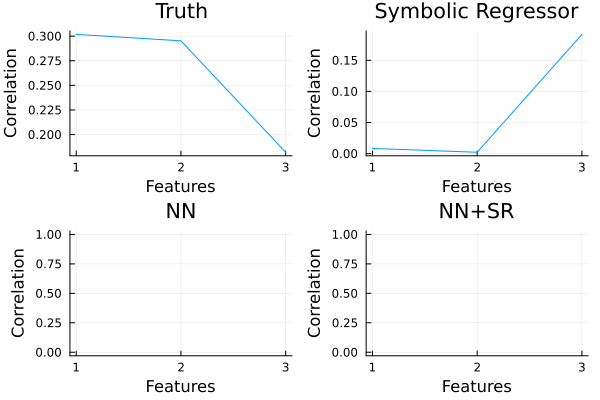 Truth
Correlation
0.300
0.275
0.250
0.225
0.200
1 2 3
Features
Symbolic Regressor
Correlation
0.15
0.10
0.05
0.00
1 2 3
Features
NN
Correlation
1.00
0.75
0.50
0.25
0.00
1 2 3
Features
NN+SR
Correlation
1.00
0.75
0.50
0.25
0.00
1 2 3
Features